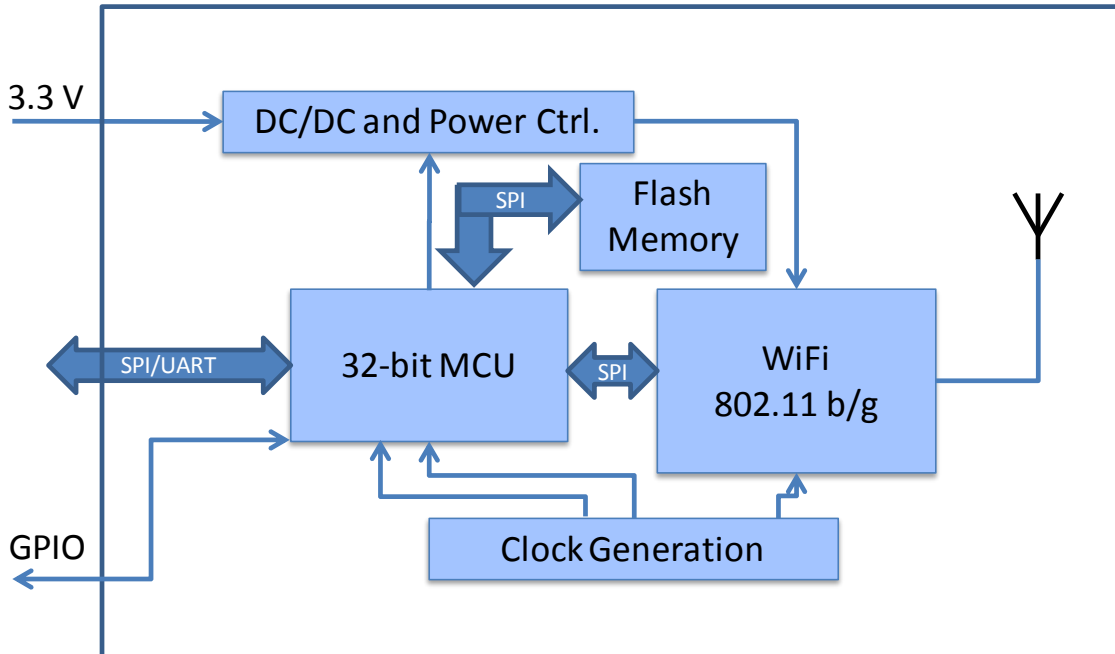 3.3 V
DC/DC and Power Ctrl.
SPI
Flash
Memory
SPI/UART
32-bit MCU
SPI
WiFi
802.11 b/g
GPIO
Clock Generation